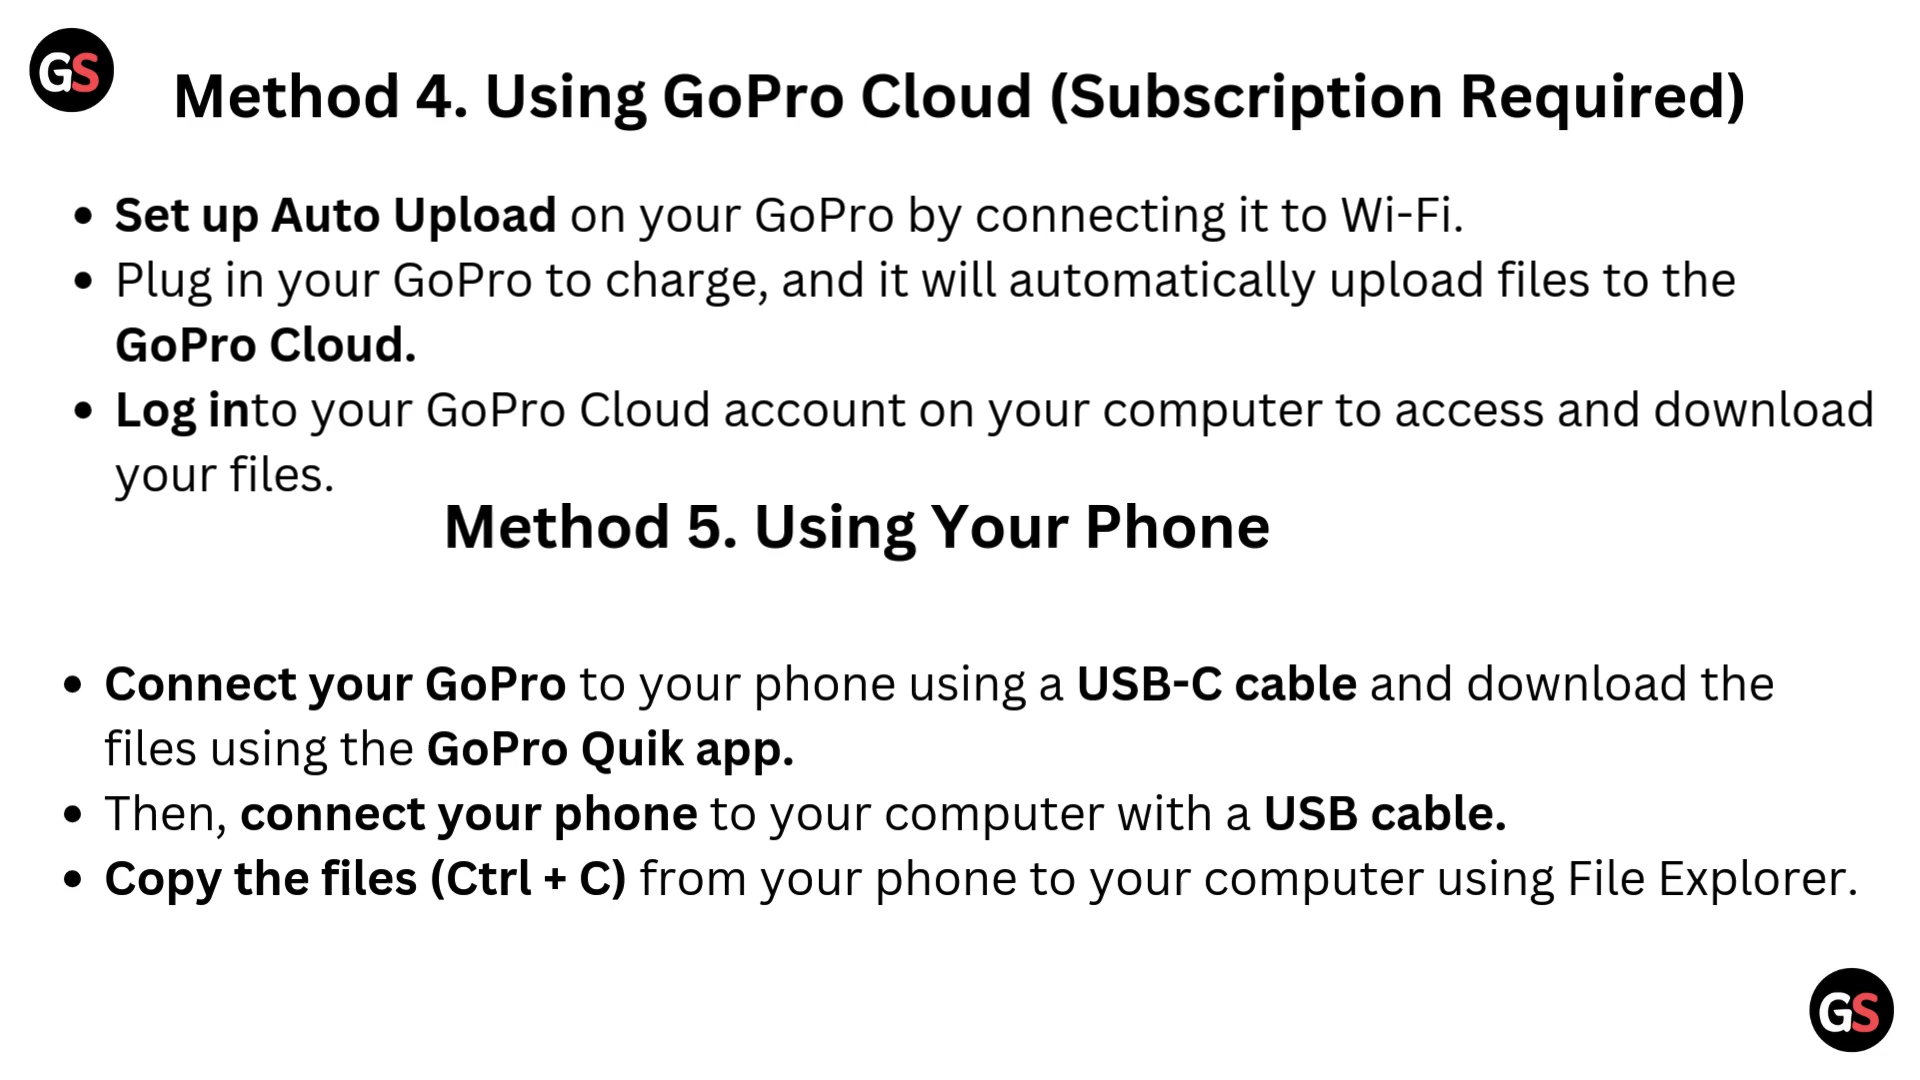 GS
Method 4. Using GoPro Cloud (Subscription Required)
• Set up Auto Upload on your GoPro by connecting it to Wi-Fi.
• Plug in your GoPro to charge, and it will automatically upload files to the
GoPro Cloud.
• Log into your GoPro Cloud account on your computer to access and download
your files.
Method 5. Using Your Phone
• Connect your GoPro to your phone using a USB-C cable and download the
files using the GoPro Quik app.
• Then, connect your phone to your computer with a USB cable.
• Copy the files (Ctrl + C) from your phone to your computer using File Explorer.
GS